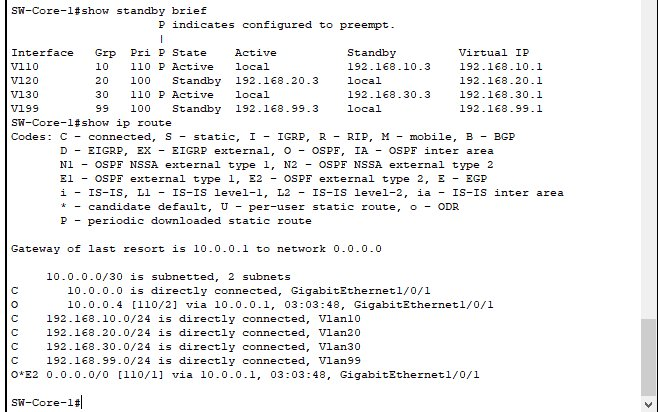 SW-Core-1#show standby brief
                     P indicates configured to preempt.
                     |
Interface   Grp  Pri P State    Active          Standby         Virtual IP
Vl10        10   110 P Active   local           192.168.10.3    192.168.10.1
Vl20        20   100   Standby  192.168.20.3    local           192.168.20.1
Vl30        30   110 P Active   local           192.168.30.3    192.168.30.1
Vl99        99   100   Standby  192.168.99.3    local           192.168.99.1
SW-Core-1#show ip route
Codes: C - connected, S - static, I - IGRP, R - RIP, M - mobile, B - BGP
       D - EIGRP, EX - EIGRP external, O - OSPF, IA - OSPF inter area
       N1 - OSPF NSSA external type 1, N2 - OSPF NSSA external type 2
       E1 - OSPF external type 1, E2 - OSPF external type 2, E - EGP
       i - IS-IS, L1 - IS-IS level-1, L2 - IS-IS level-2, ia - IS-IS inter area
       * - candidate default, U - per-user static route, o - ODR
       P - periodic downloaded static route

Gateway of last resort is 10.0.0.1 to network 0.0.0.0

     10.0.0.0/30 is subnetted, 2 subnets
C       10.0.0.0 is directly connected, GigabitEthernet1/0/1
O       10.0.0.4 [110/2] via 10.0.0.1, 03:03:48, GigabitEthernet1/0/1
C    192.168.10.0/24 is directly connected, Vlan10
C    192.168.20.0/24 is directly connected, Vlan20
C    192.168.30.0/24 is directly connected, Vlan30
C    192.168.99.0/24 is directly connected, Vlan99
O*E2 0.0.0.0/0 [110/1] via 10.0.0.1, 03:03:48, GigabitEthernet1/0/1

SW-Core-1#